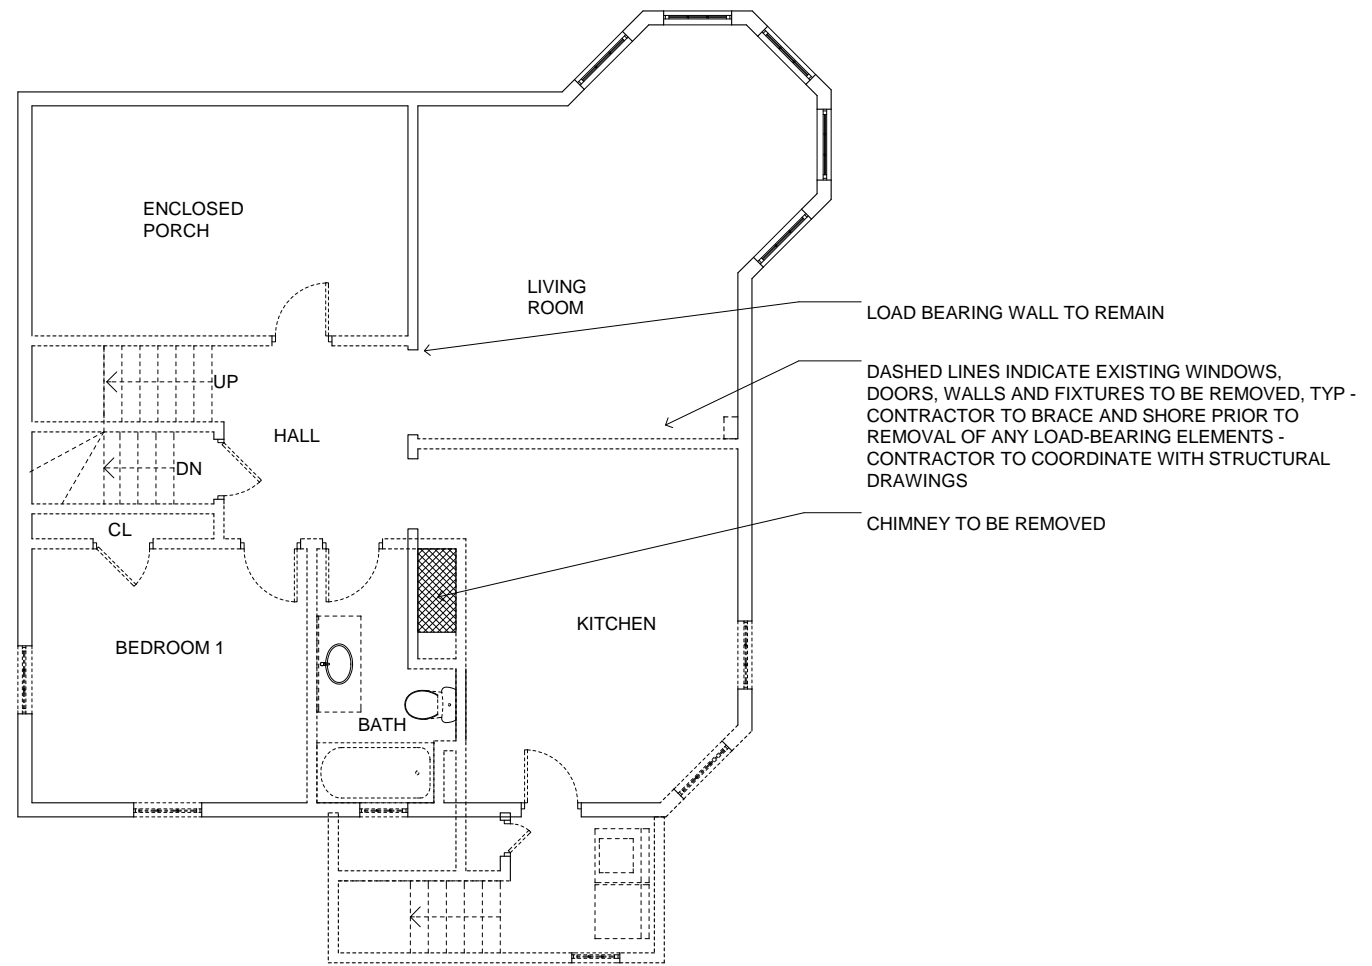 ENCLOSED
PORCH
LIVING
ROOM
LOAD BEARING WALL TO REMAIN
DASHED LINES INDICATE EXISTING WINDOWS,
DOORS, WALLS AND FIXTURES TO BE REMOVED, TYP -
CONTRACTOR TO BRACE AND SHORE PRIOR TO
REMOVAL OF ANY LOAD-BEARING ELEMENTS -
CONTRACTOR TO COORDINATE WITH STRUCTURAL
DRAWINGS
UP
HALL
DN
CL
CHIMNEY TO BE REMOVED
KITCHEN
BEDROOM 1
BATH